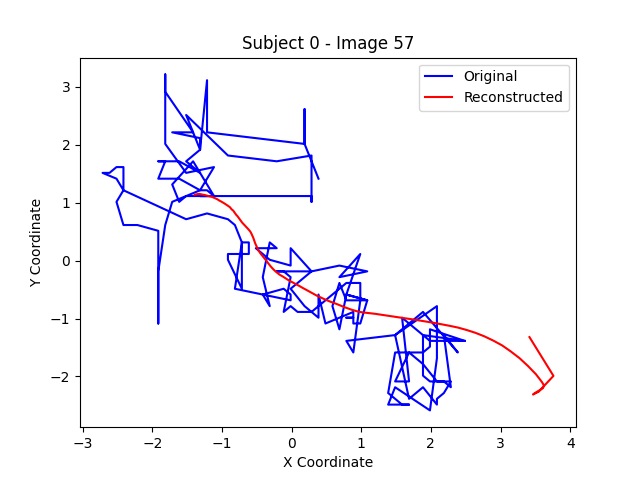 Subject 0 - Image 57
Original
Reconstructed
Y Coordinate
3
2
1
0
−1
−2
−3 −2 −1 0 1 2 3 4
X Coordinate